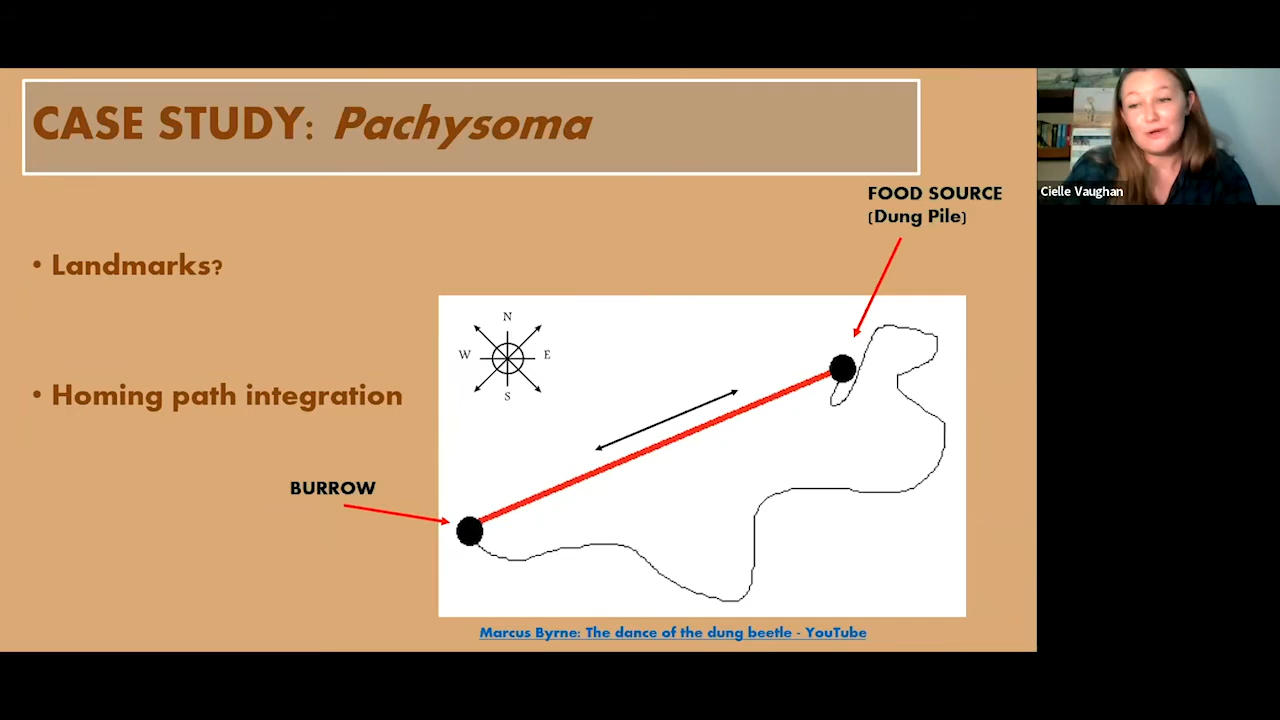 CASE STUDY: Pachysoma
Cielle Vaughan
FOOD SOURCE
(Dung Pile)
• Landmarks?
N
W
E
S
• Homing path integration
BURROW
Marcus Byrne: The dance of the dung beetle - YouTube